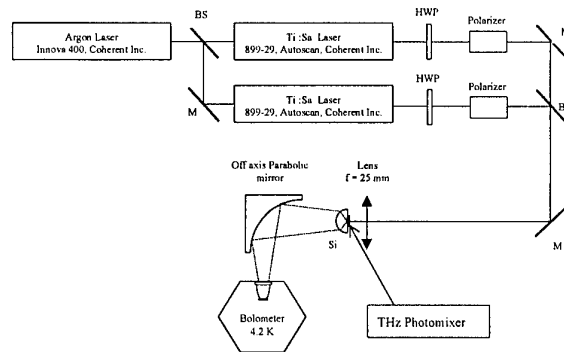 BS
HWP
Polarizer
M
Argon Laser
Innova 400, Coherent Inc.
Ti :Sa Laser
899-29, Autoscan, Coherent Inc.
HWP
Polarizer
M
Ti :Sa Laser
899-29, Autoscan, Coherent Inc.
B
Off axis Parabolic
mirror
Lens
f = 25 mm
Si
M
Bolometer
4.2 K
THz Photomixer